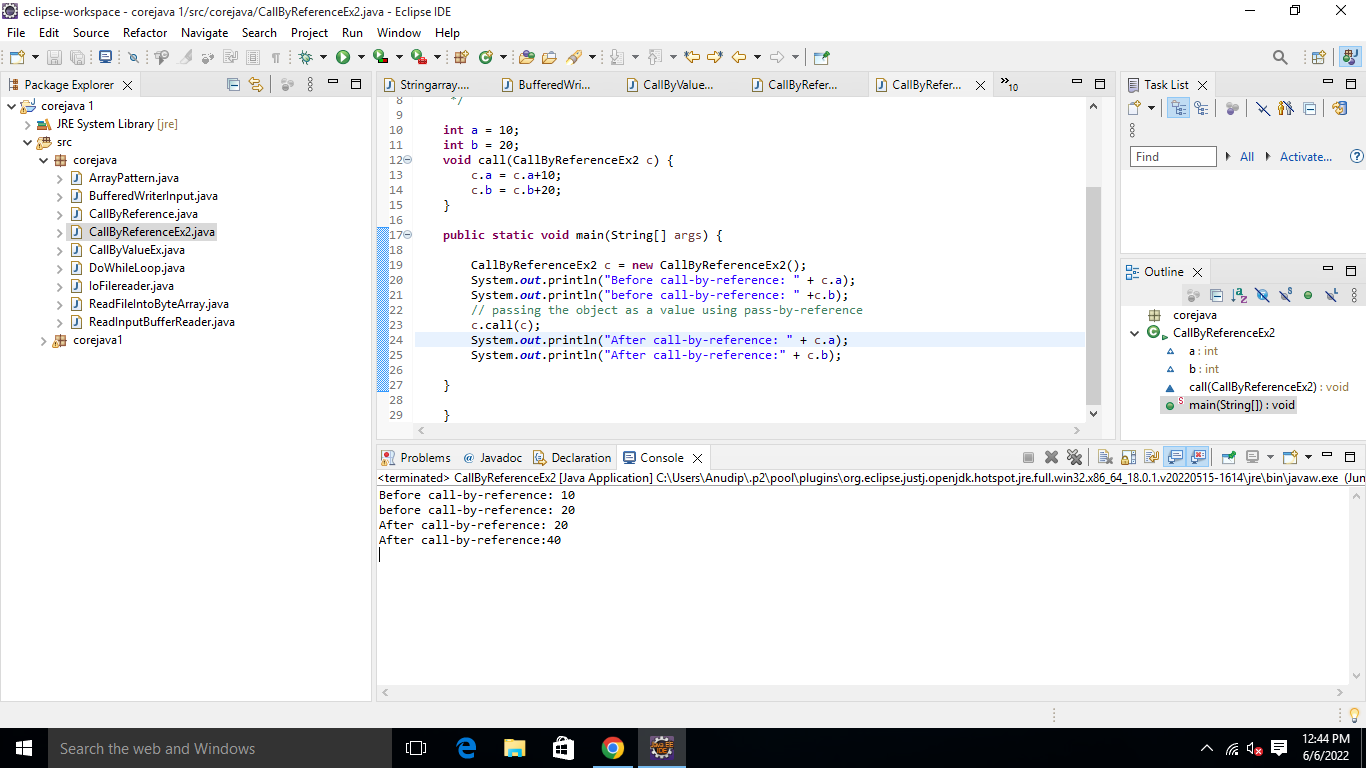 eclipse-workspace - corejava 1/src/corejava/CallByReferenceEx2.java - Eclipse IDE
File Edit Source Refactor Navigate Search Project Run Window Help
Package Explorer
corejava 1
JRE System Library [jre]
src
corejava
ArrayPattern.java
BufferedWriterInput.java
CallByReference.java
CallByReferenceEx2.java
CallByValueEx.java
DoWhileLoop.java
IoFilereader.java
ReadFileIntoByteArray.java
ReadInputBufferReader.java
corejava1
Stringarray.... BufferedWri... CallByValue... CallByRefer... CallByRefer... »10
8 */
9
10 int a = 10;
11 int b = 20;
12 void call(CallByReferenceEx2 c) {
13 c.a = c.a+10;
14 c.b = c.b+20;
15 }
16
17 public static void main(String[] args) {
18
19 CallByReferenceEx2 c = new CallByReferenceEx2();
20 System.out.println("Before call-by-reference: " + c.a);
21 System.out.println("before call-by-reference: " +c.b);
22 // passing the object as a value using pass-by-reference
23 c.call(c);
24 System.out.println("After call-by-reference: " + c.a);
25 System.out.println("After call-by-reference:" + c.b);
26
27 }
28
29 }
Task List
Find All Activate...
Outline
corejava
CallByReferenceEx2
a : int
b : int
call(CallByReferenceEx2) : void
main(String[]) : void
Problems Javadoc Declaration Console
<terminated> CallByReferenceEx2 [Java Application] C:\Users\Anudip\.p2\pool\plugins\org.eclipse.justj.openjdk.hotspot.jre.full.win32.x86_64_18.0.1.v20220515-1614\jre\bin\javaw.exe (Jun
Before call-by-reference: 10
before call-by-reference: 20
After call-by-reference: 20
After call-by-reference:40
Search the web and Windows
12:44 PM
6/6/2022